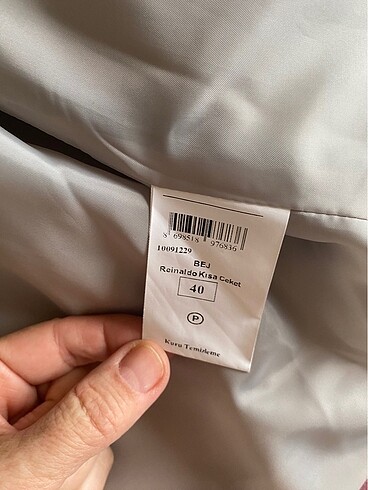 8 698518 976836
10091229
BEJ
Reinaldo Kısa Ceket
40
P
Kuru Temizleme